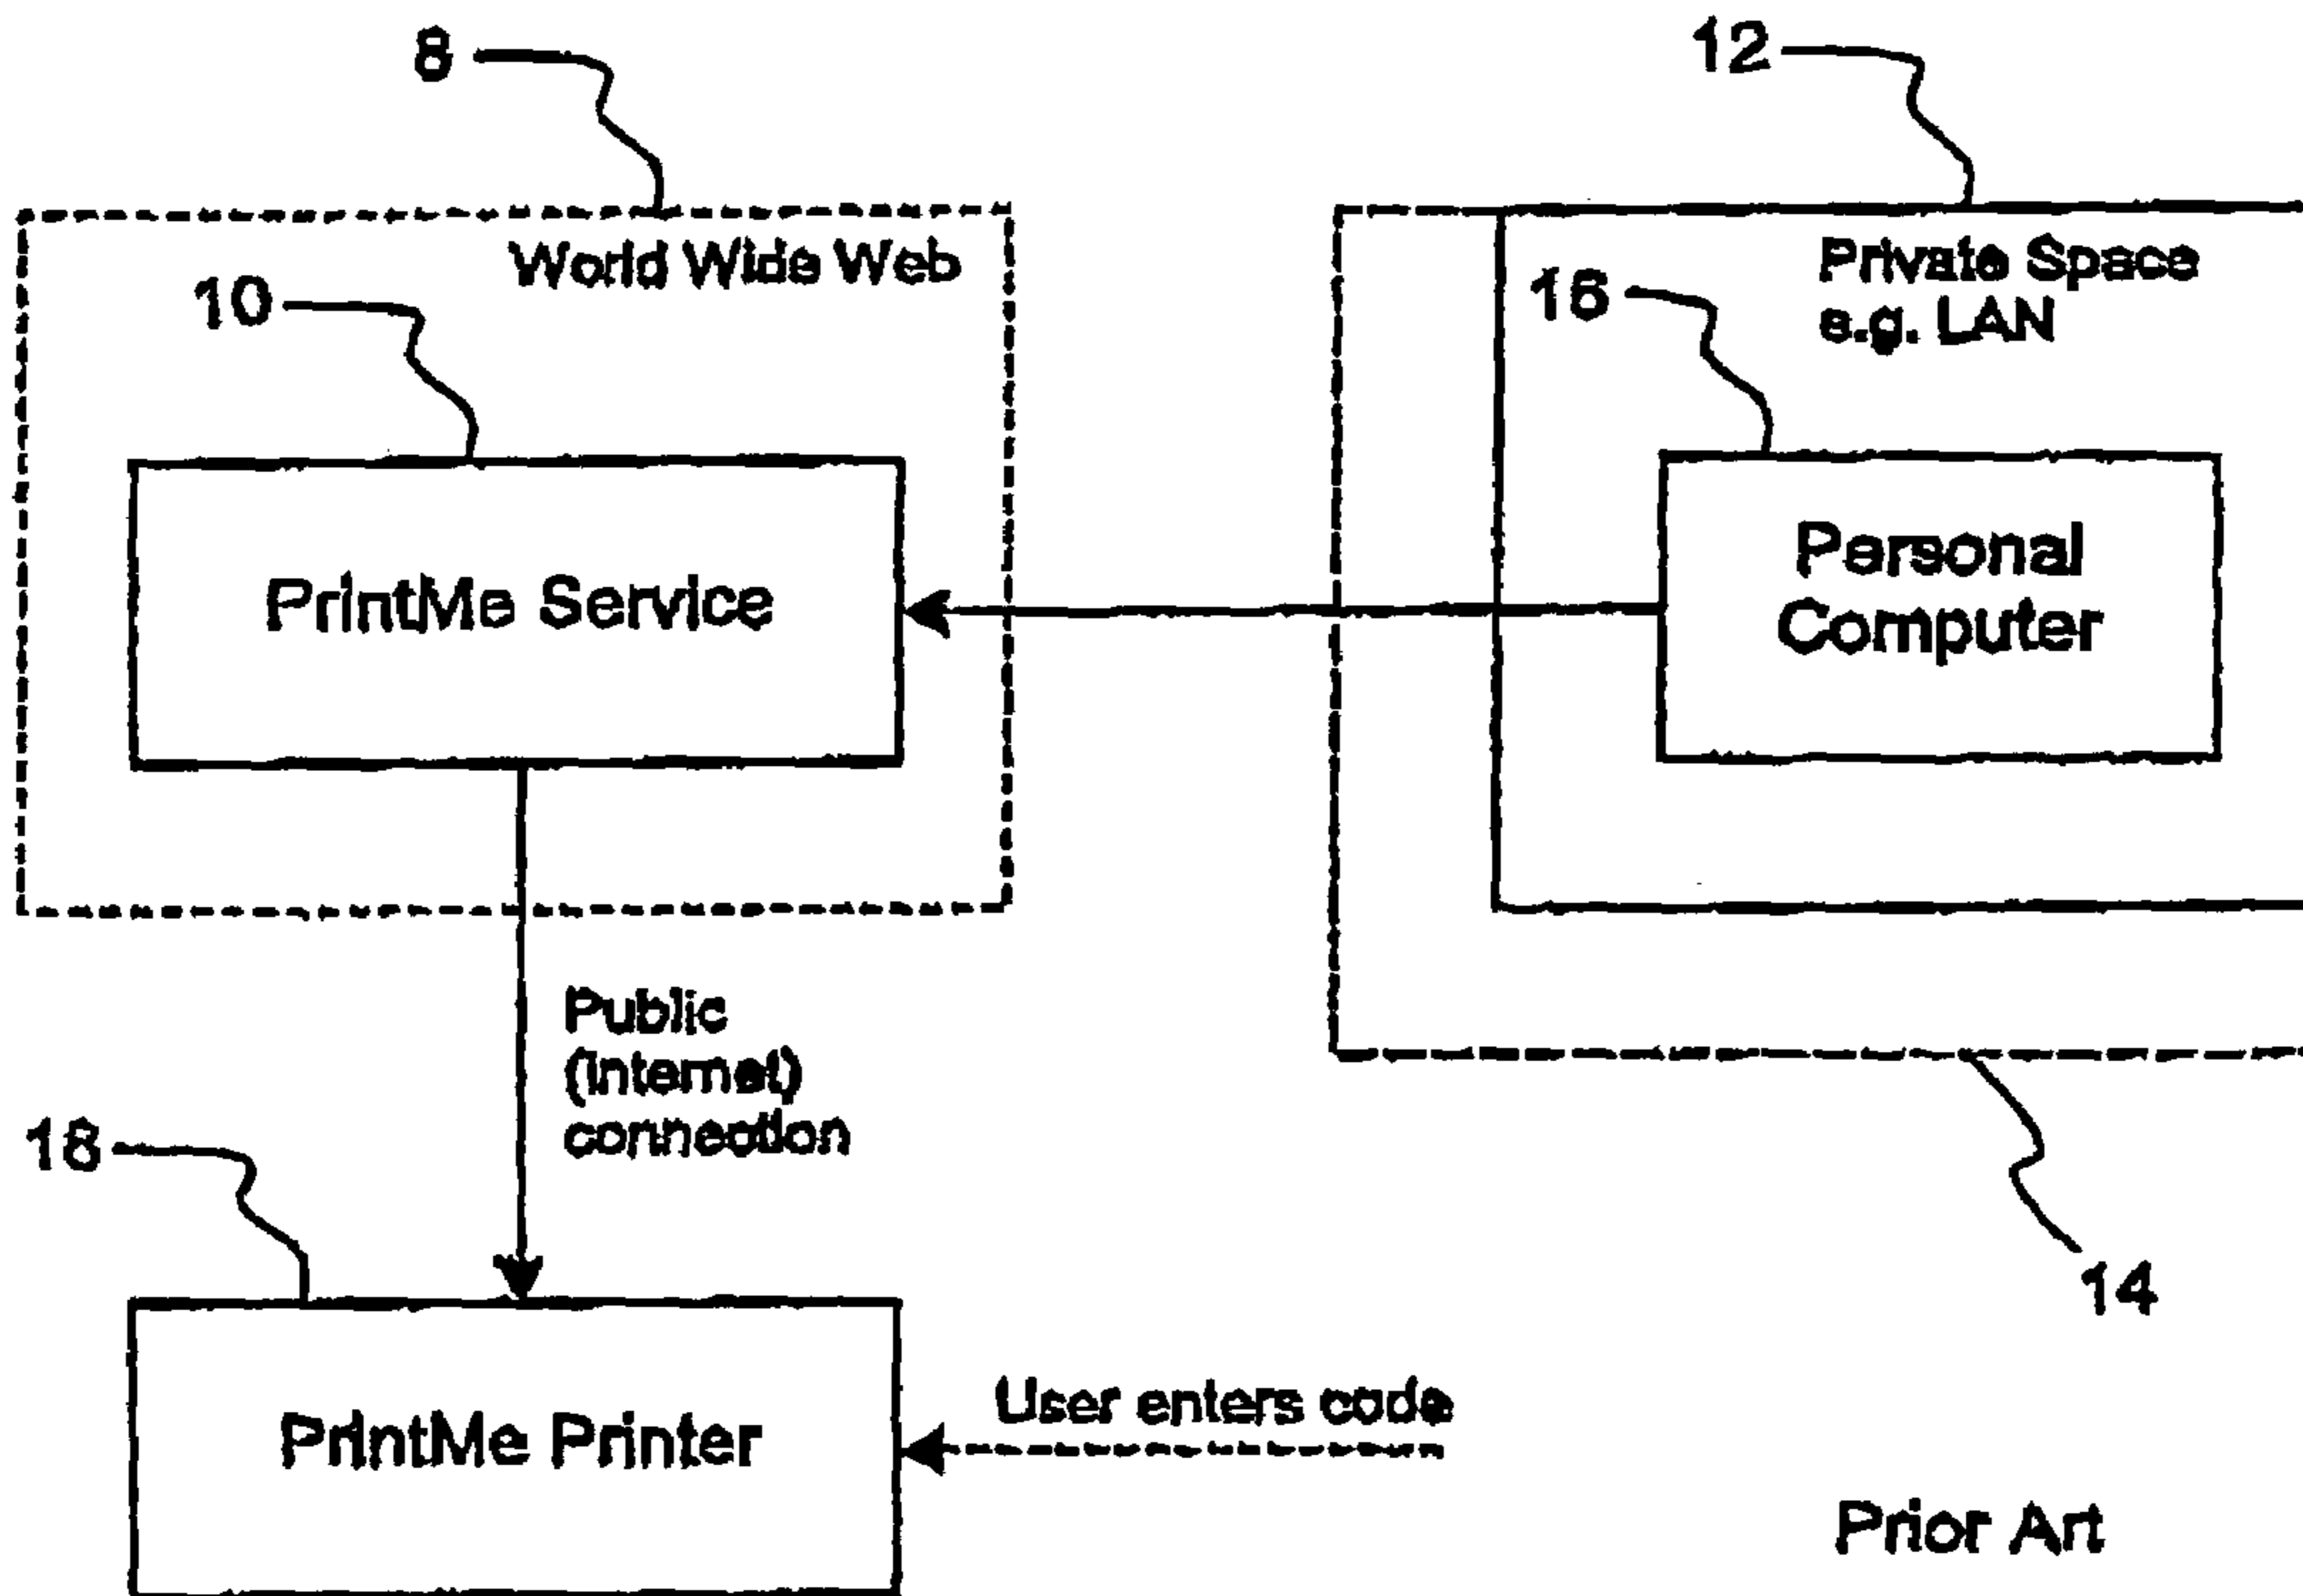 8
12
World Wide Web
Private Space
e.g. LAN
10
16
PrintMe Service
Personal
Computer
Public
(Internet)
connection
18
14
User enters code
PrintMe Printer
Prior Art